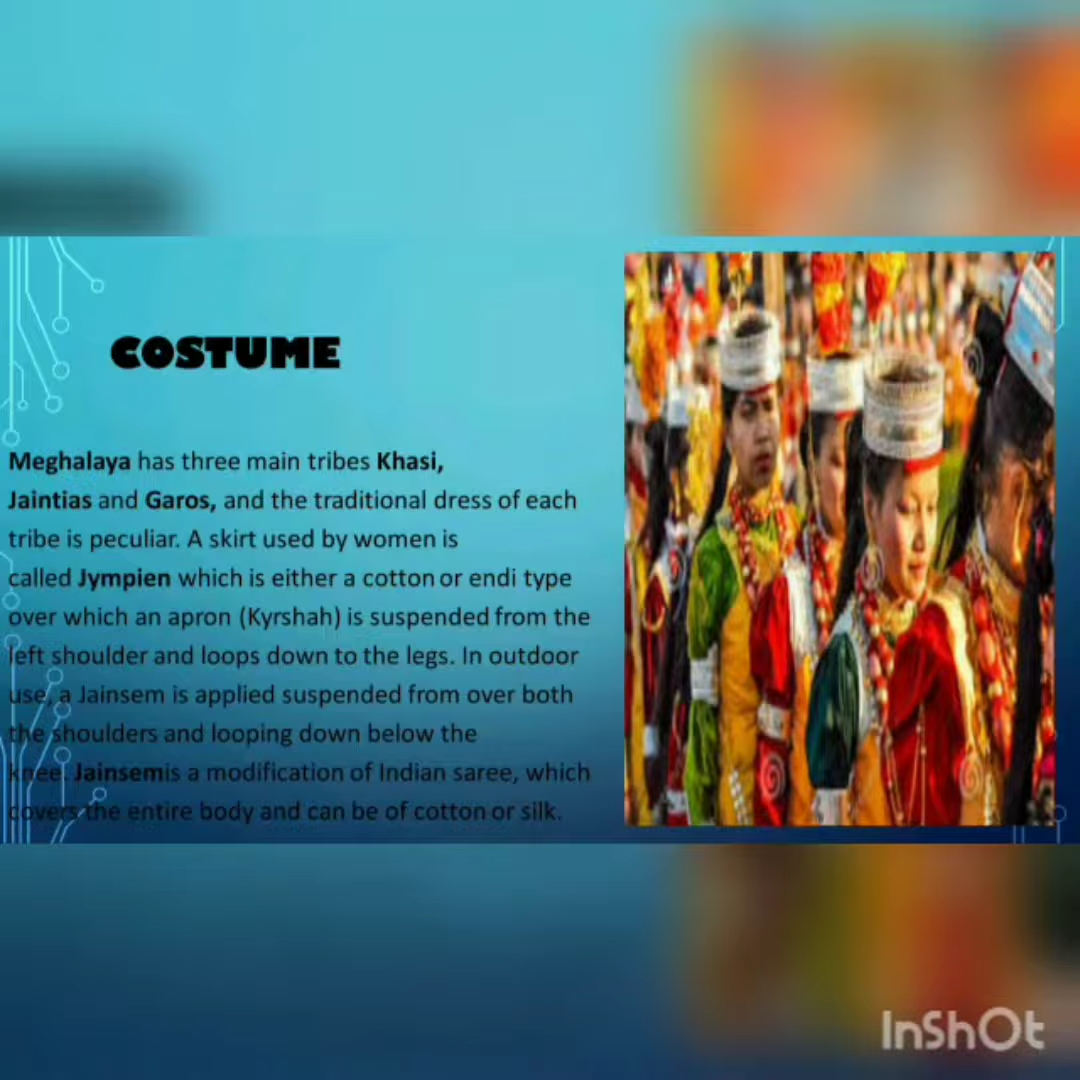 COSTUME
Meghalaya has three main tribes Khasi,
Jaintias and Garos, and the traditional dress of each
tribe is peculiar. A skirt used by women is
called Jympien which is either a cotton or endi type
over which an apron (Kyrshah) is suspended from the
left shoulder and loops down to the legs. In outdoor
use, a Jainsem is applied suspended from over both
the shoulders and looping down below the
knee. Jainsemis a modification of Indian saree, which
covers the entire body and can be of cotton or silk.
InShOt